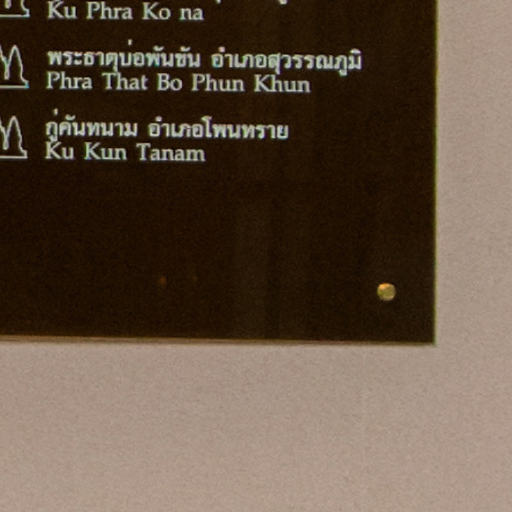 Ku Phra Ko na
พระธาตุบ่อพันขัน อำเภอสุวรรณภูมิ
Phra That Bo Phun Khun
กู่คันทนาม อำเภอโพนทราย
Ku Kun Tanam